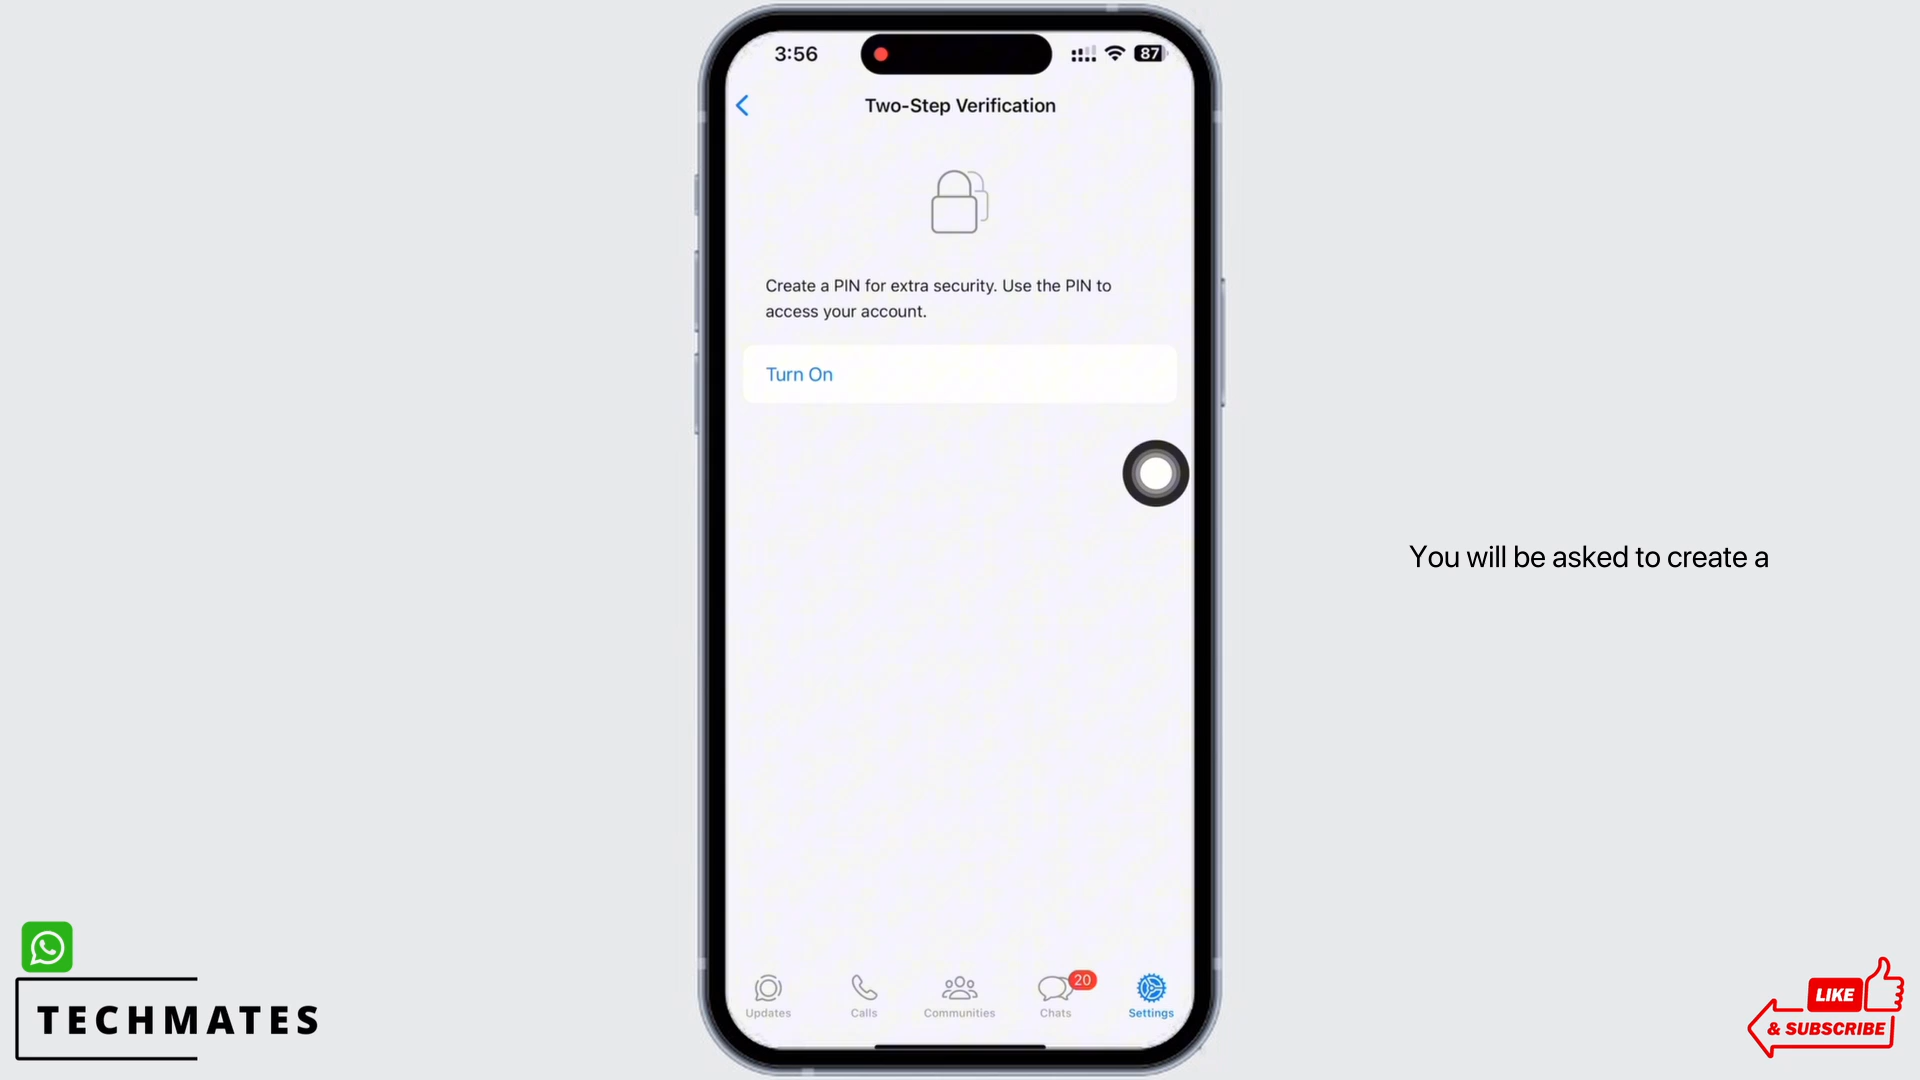 3:56
87
Two-Step Verification
Create a PIN for extra security. Use the PIN to
access your account.
Turn On
You will be asked to create a
20
Updates
Calls
Communities
Chats
Settings
TECHMATES
LIKE
& SUBSCRIBE